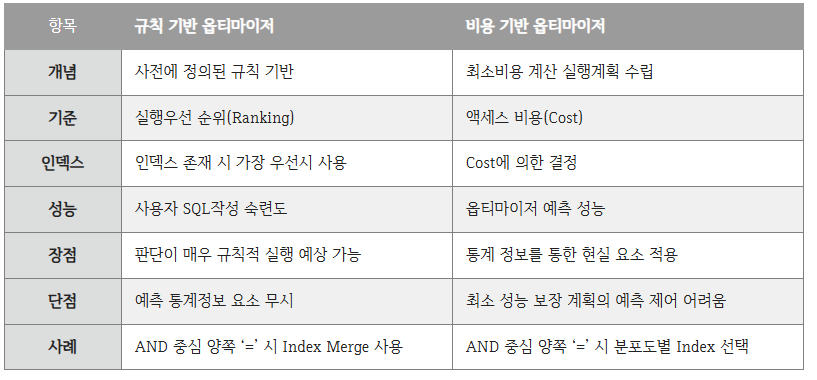 항목 규칙 기반 옵티마이저 비용 기반 옵티마이저
개념 사전에 정의된 규칙 기반 최소비용 계산 실행계획 수립
기준 실행우선 순위(Ranking) 액세스 비용(Cost)
인덱스 인덱스 존재 시 가장 우선시 사용 Cost에 의한 결정
성능 사용자 SQL작성 숙련도 옵티마이저 예측 성능
장점 판단이 매우 규칙적 실행 예상 가능 통계 정보를 통한 현실 요소 적용
단점 예측 통계정보 요소 무시 최소 성능 보장 계획의 예측 제어 어려움
사례 AND 중심 양쪽 ‘=’ 시 Index Merge 사용 AND 중심 양쪽 ‘=’ 시 분포도별 Index 선택